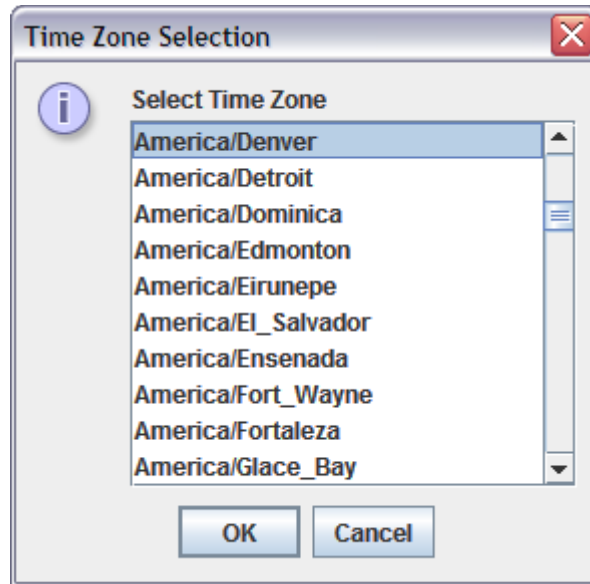 Time Zone Selection
i
Select Time Zone
America/Denver
America/Detroit
America/Dominica
America/Edmonton
America/Eirunepe
America/El_Salvador
America/Ensenada
America/Fort_Wayne
America/Fortaleza
America/Glace_Bay
OK Cancel